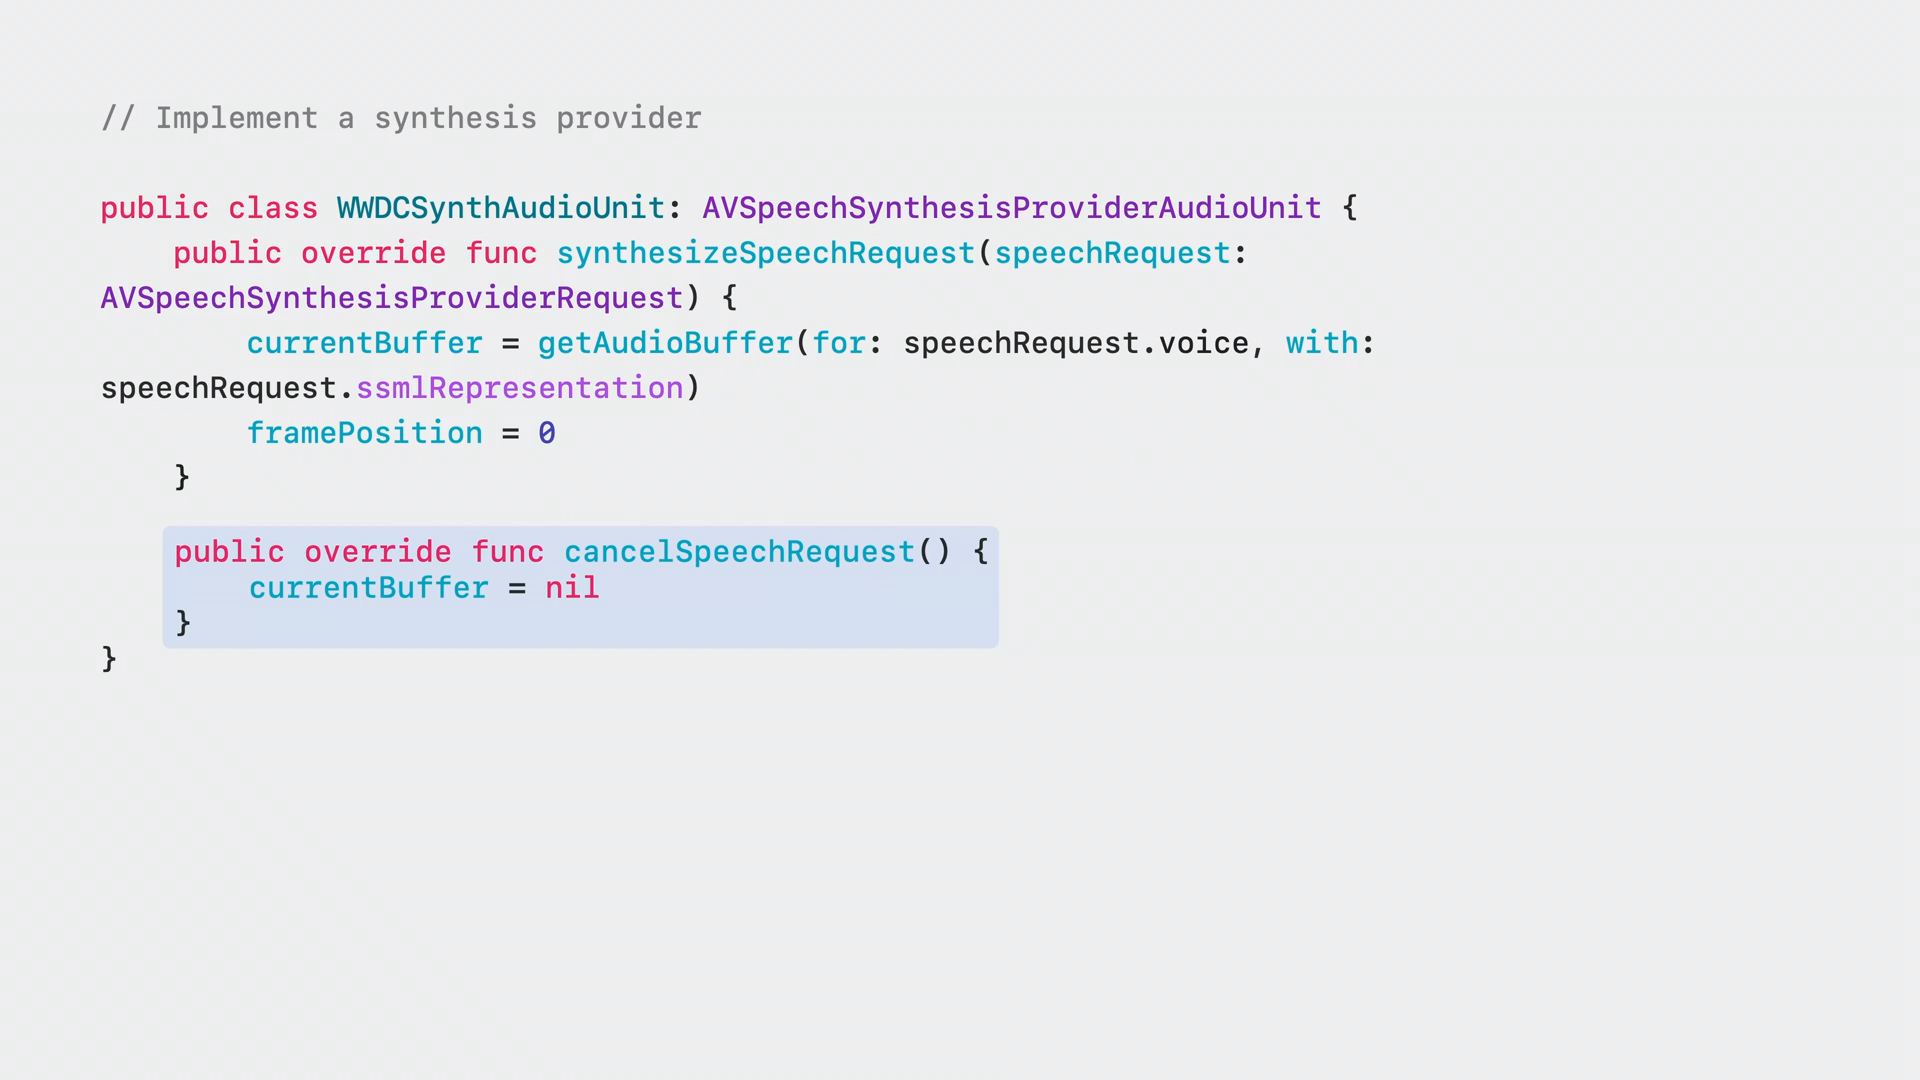 // Implement a synthesis provider
public class WWDCSynthAudioUnit: AVSpeechSynthesisProviderAudioUnit {
    public override func synthesizeSpeechRequest(speechRequest:
AVSpeechSynthesisProviderRequest) {
        currentBuffer = getAudioBuffer(for: speechRequest.voice, with:
speechRequest.ssmlRepresentation)
        framePosition = 0
    }
    public override func cancelSpeechRequest() {
        currentBuffer = nil
    }
}